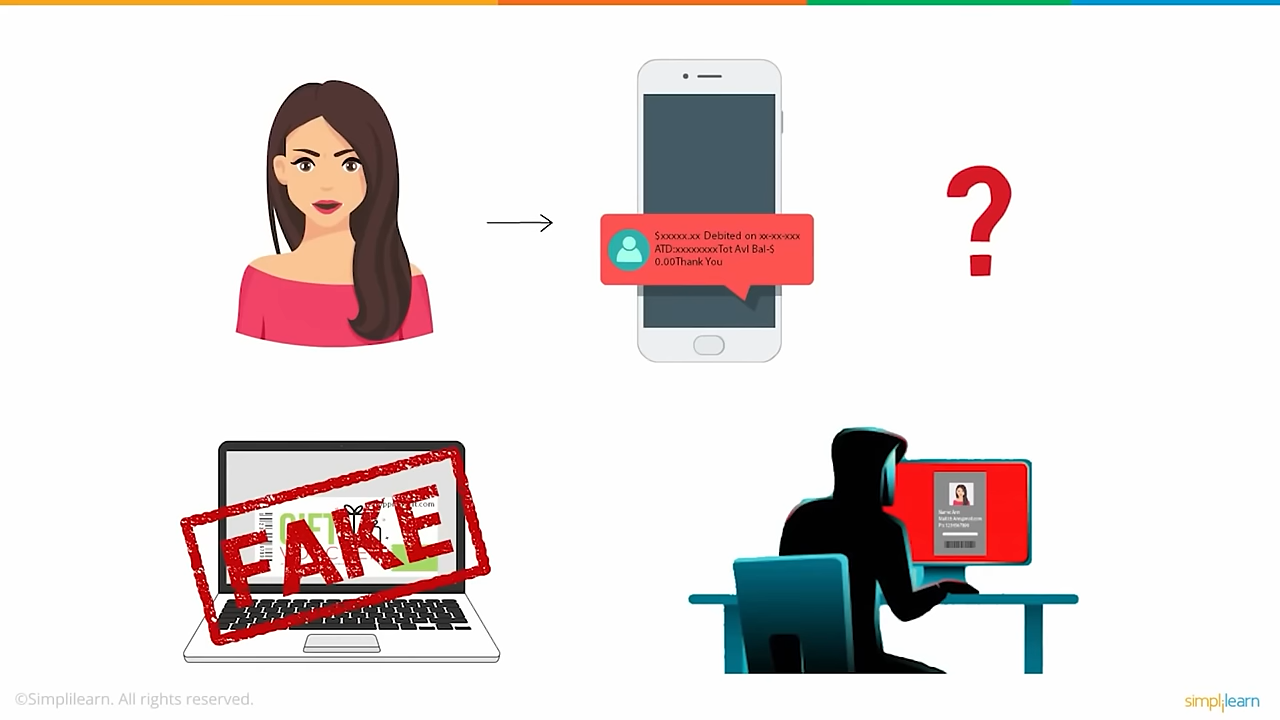 $xxxxx.xx Debited on xx-xx-xxx
ATD:xxxxxxxxTot Avl Bal-$
0.00Thank You
?
GIFT
FAKE
©Simplilearn. All rights reserved.
simplilearn